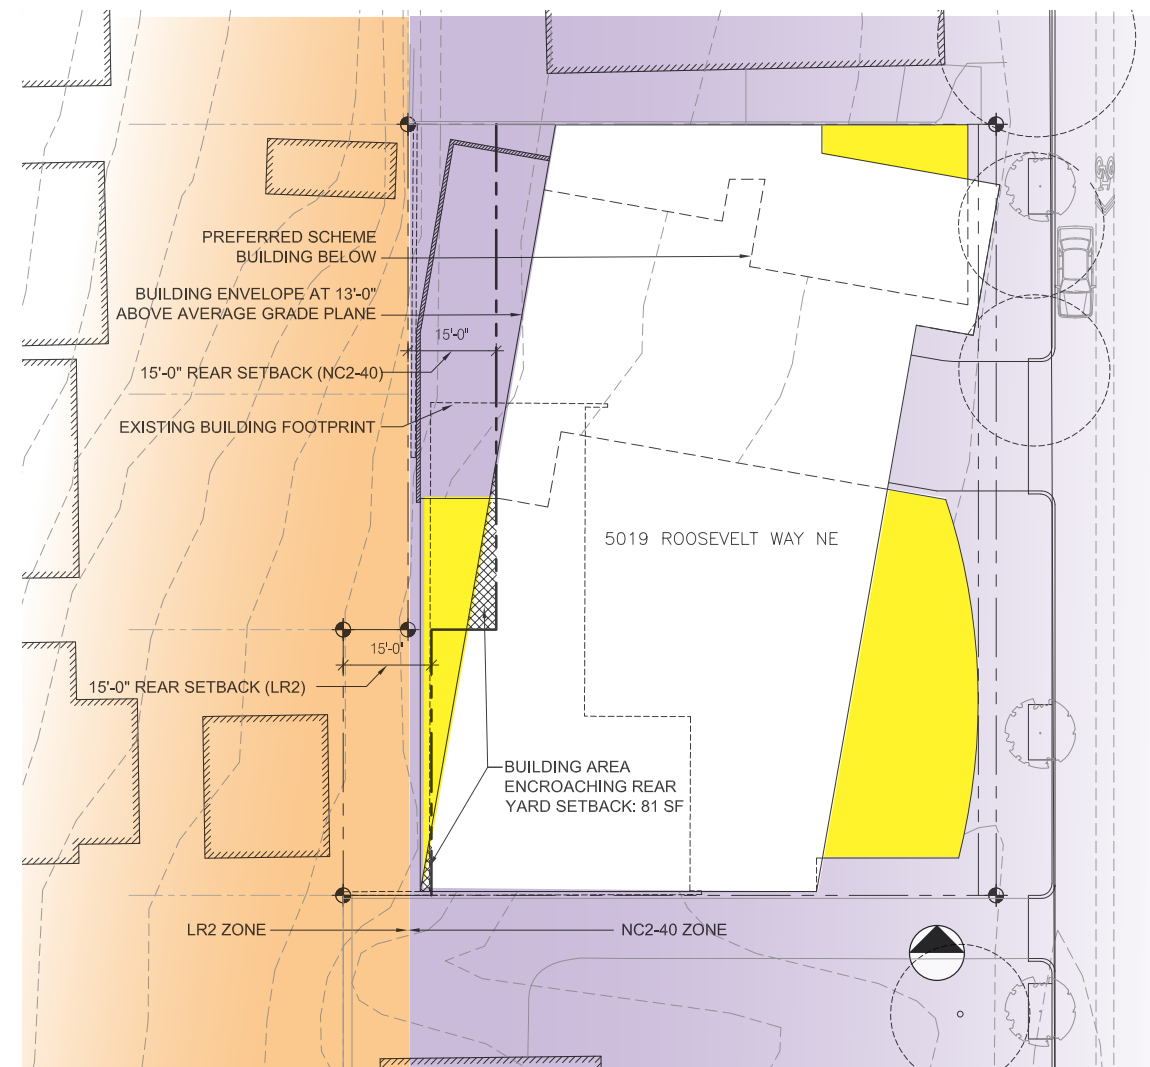 PREFERRED SCHEME
BUILDING BELOW
BUILDING ENVELOPE AT 13'-0"
ABOVE AVERAGE GRADE PLANE
15'-0"
15'-0" REAR SETBACK (NC2-40)
EXISTING BUILDING FOOTPRINT
5019 ROOSEVELT WAY NE
15'-0"
15'-0" REAR SETBACK (LR2)
BUILDING AREA
ENCROACHING REAR
YARD SETBACK: 81 SF
LR2 ZONE
NC2-40 ZONE